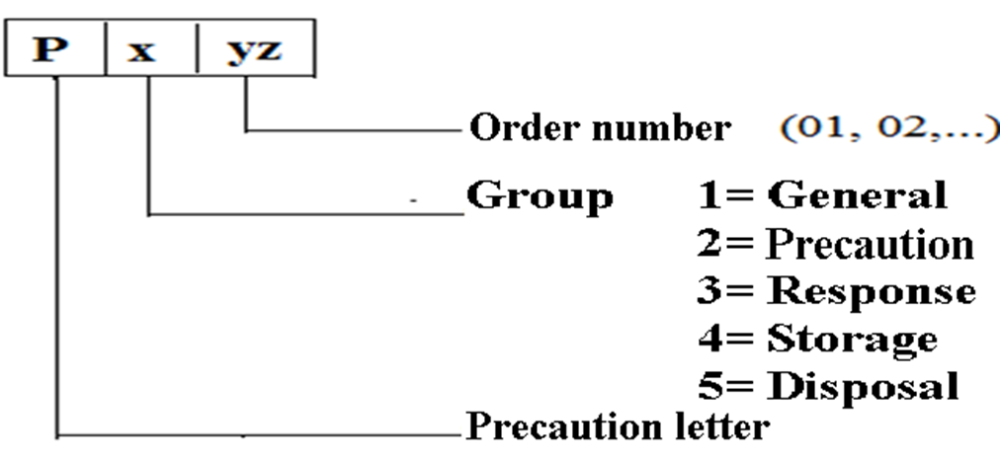 P x yz
Order number (01, 02,...)
Group 1= General
2= Precaution
3= Response
4= Storage
5= Disposal
Precaution letter